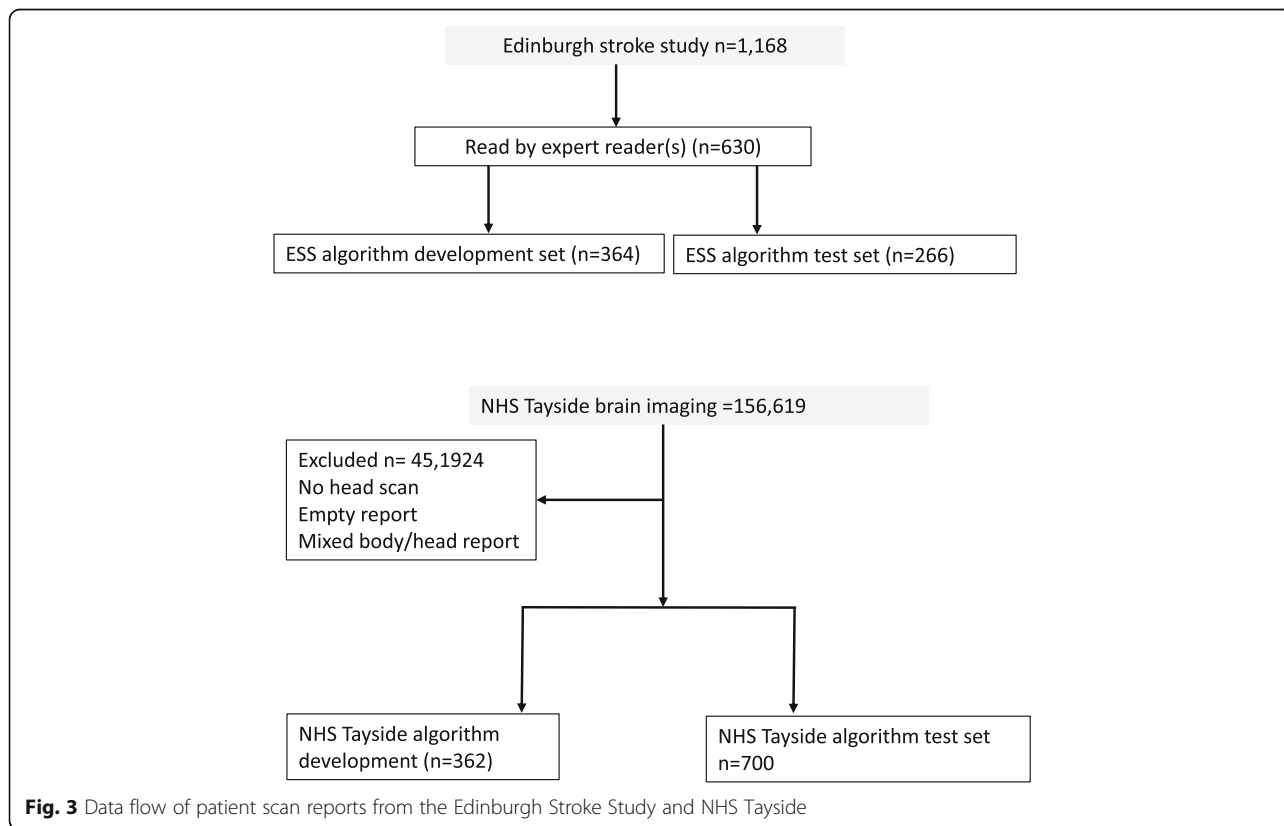 Edinburgh stroke study n=1,168
Read by expert reader(s) (n=630)
ESS algorithm development set (n=364)
ESS algorithm test set (n=266)
NHS Tayside brain imaging =156,619
Excluded n= 45,1924
No head scan
Empty report
Mixed body/head report
NHS Tayside algorithm
development (n=362)
NHS Tayside algorithm test set
n=700
Fig. 3 Data flow of patient scan reports from the Edinburgh Stroke Study and NHS Tayside